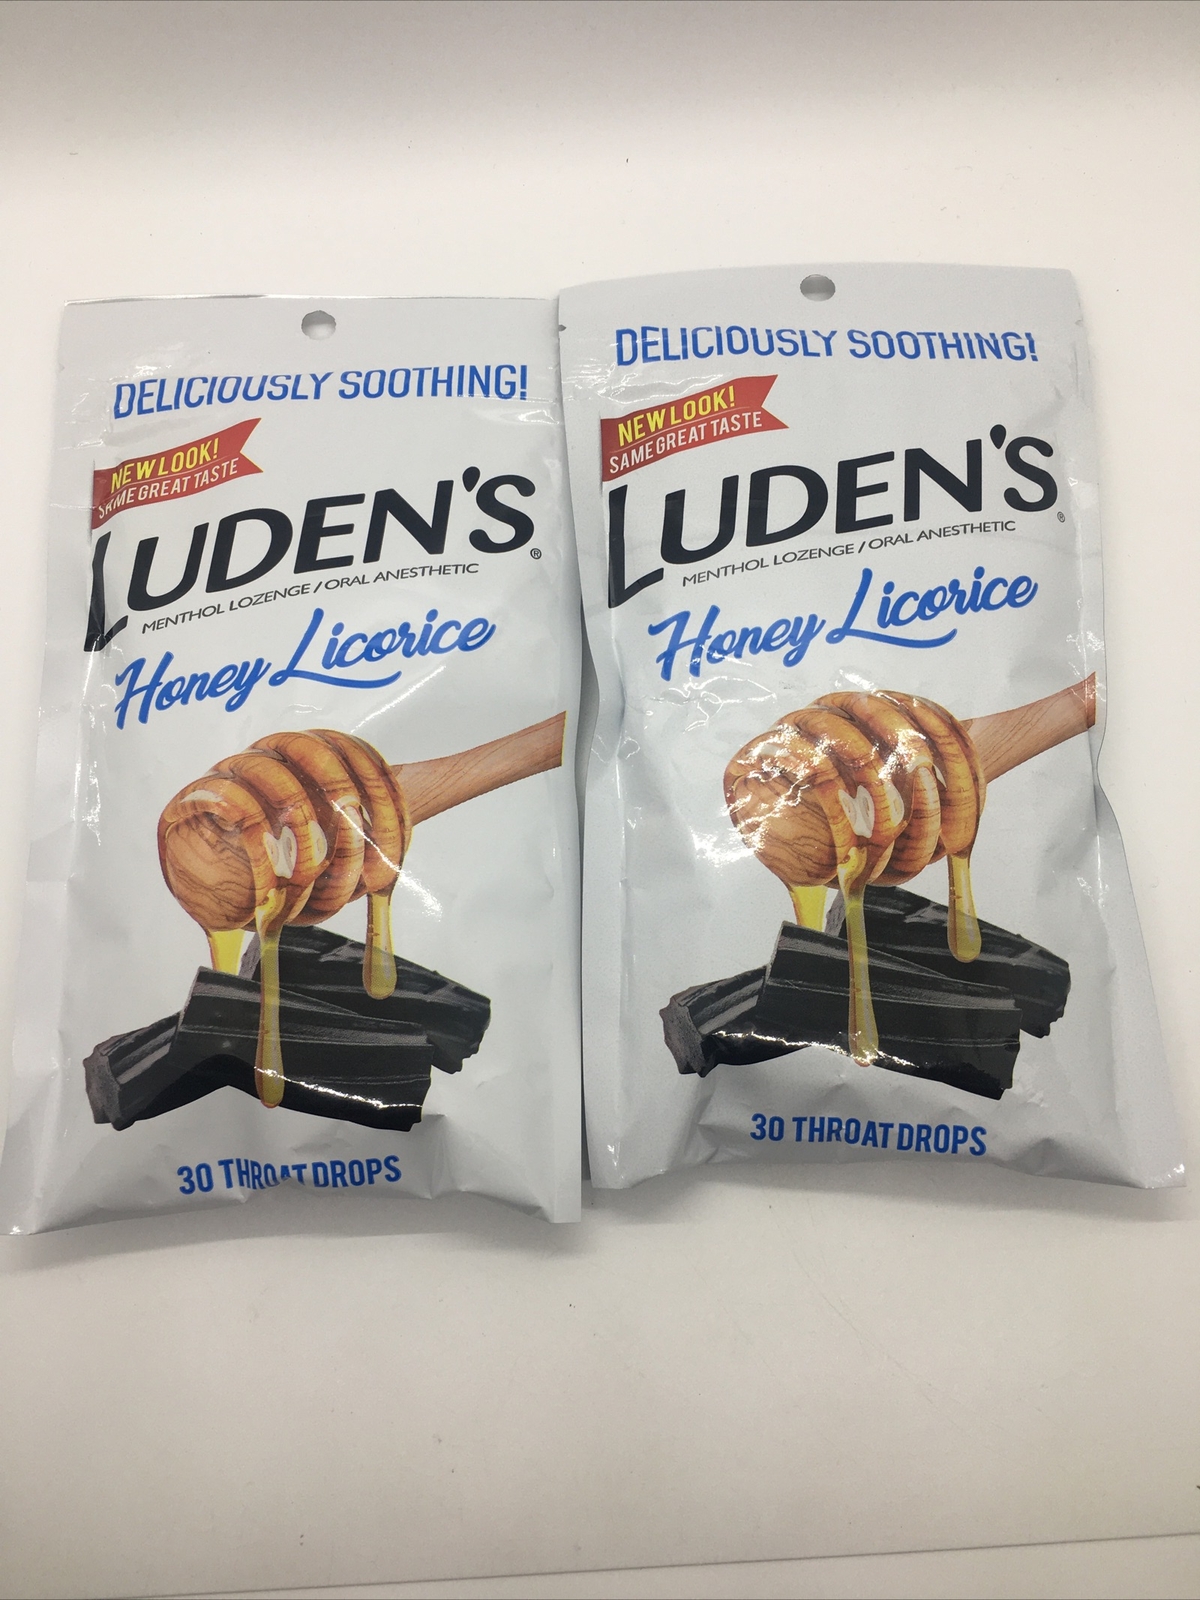 DELICIOUSLY SOOTHING!
NEW LOOK!
SAME GREAT TASTE
LUDEN'S®
MENTHOL LOZENGE / ORAL ANESTHETIC
Honey Licorice
30 THROAT DROPS
DELICIOUSLY SOOTHING!
NEW LOOK!
SAME GREAT TASTE
LUDEN'S®
MENTHOL LOZENGE / ORAL ANESTHETIC
Honey Licorice
30 THROAT DROPS